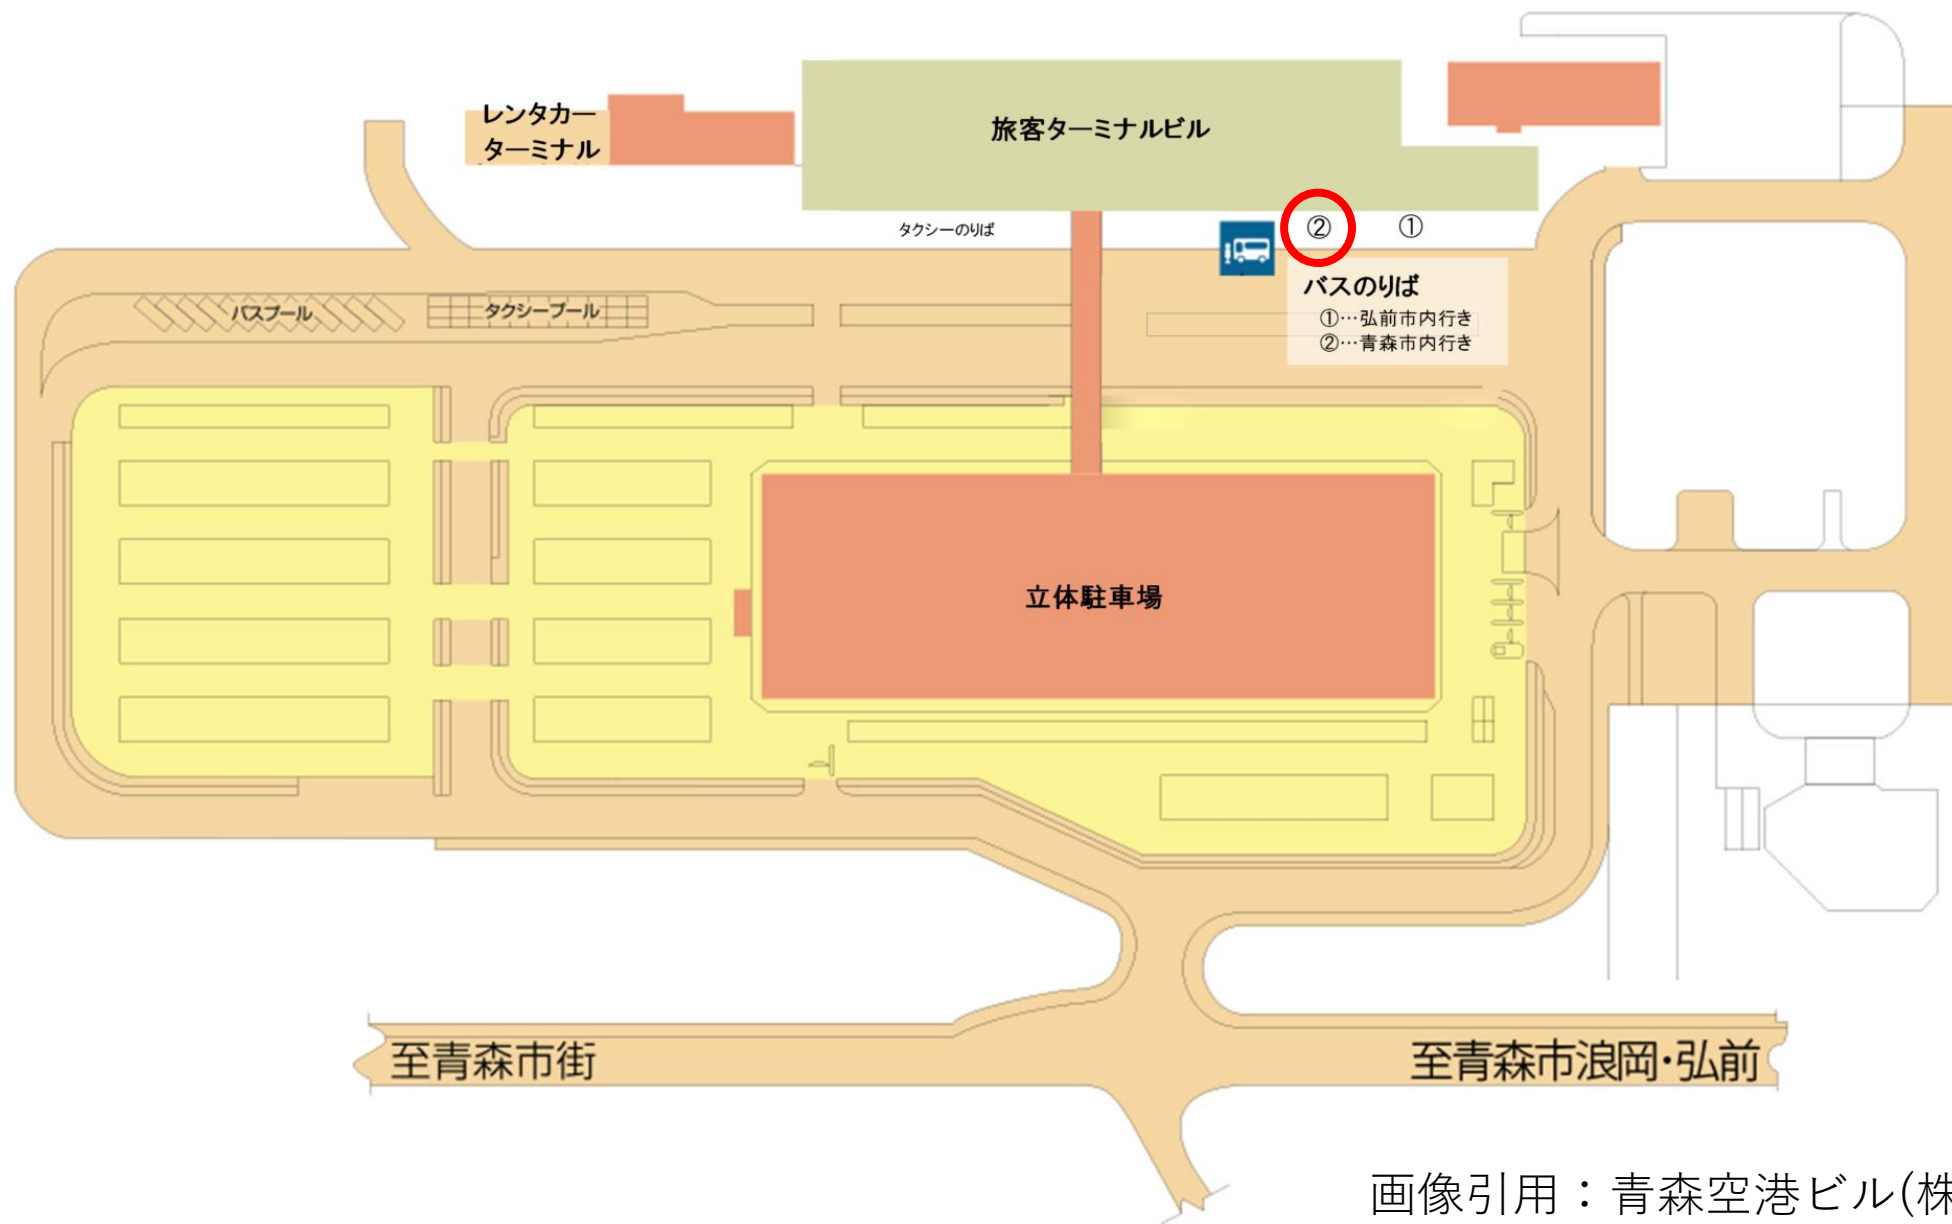 レンタカー
ターミナル
旅客ターミナルビル
タクシーのりば
②
①
バスのりば
①…弘前市内行き
②…青森市内行き
バスプール
タクシープール
立体駐車場
至青森市街
至青森市浪岡・弘前
画像引用：青森空港ビル(株